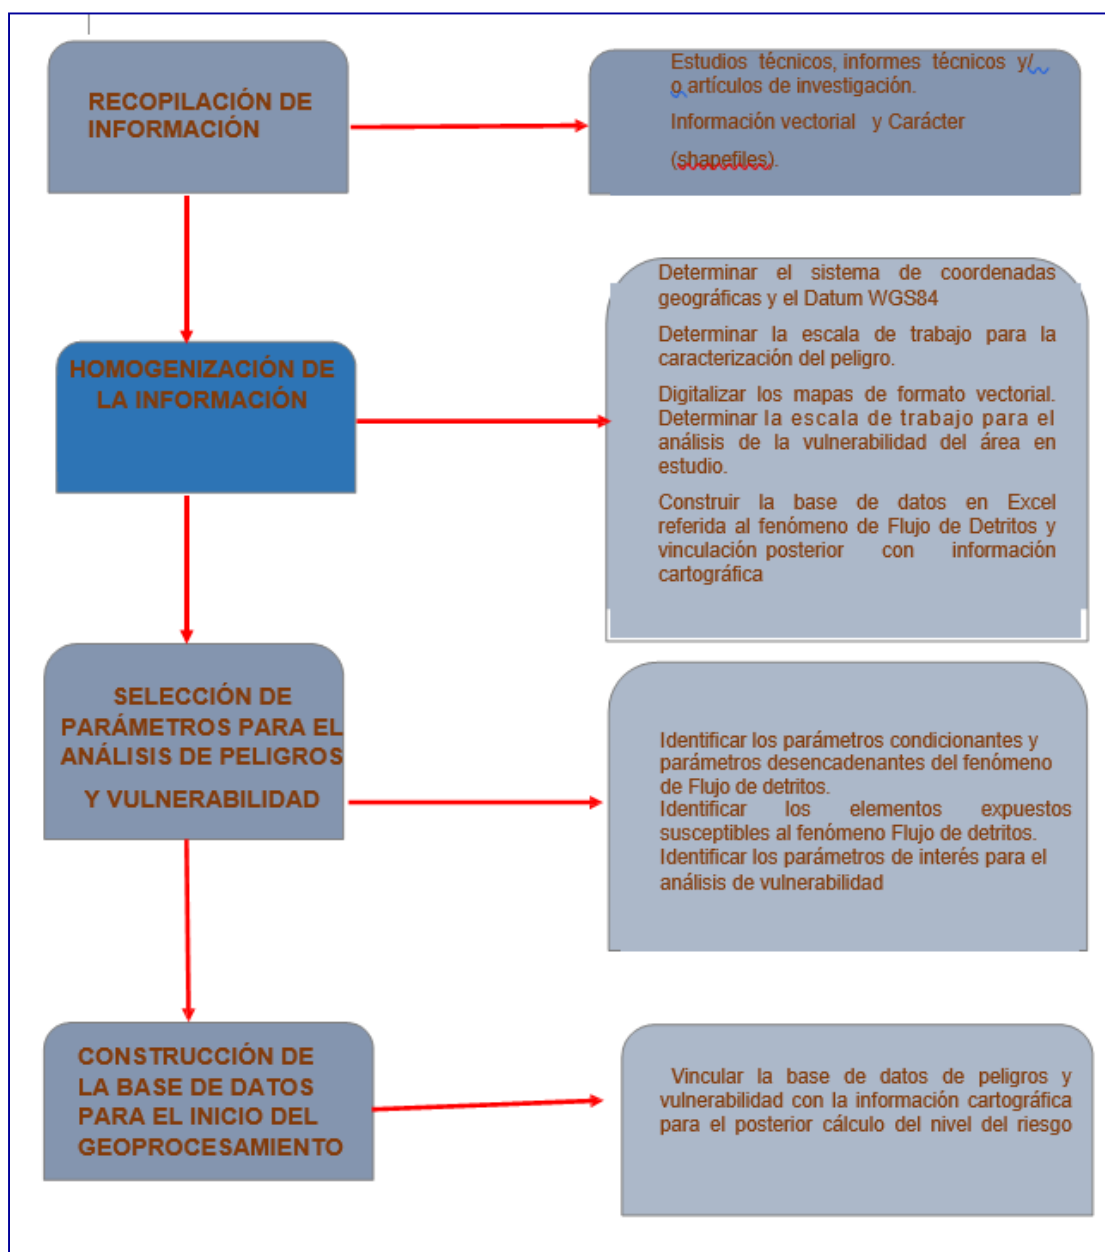 RECOPILACIÓN DE
INFORMACIÓN
Estudios técnicos, informes técnicos y/
o artículos de investigación.
Información vectorial y Carácter
(shapefiles).
HOMOGENIZACIÓN DE
LA INFORMACIÓN
Determinar el sistema de coordenadas
geográficas y el Datum WGS84
Determinar la escala de trabajo para la
caracterización del peligro.
Digitalizar los mapas de formato vectorial.
Determinar la escala de trabajo para el
análisis de la vulnerabilidad del área en
estudio.
Construir la base de datos en Excel
referida al fenómeno de Flujo de Detritos y
vinculación posterior con información
cartográfica
SELECCIÓN DE
PARÁMETROS PARA EL
ANÁLISIS DE PELIGROS
Y VULNERABILIDAD
Identificar los parámetros condicionantes y
parámetros desencadenantes del fenómeno
de Flujo de detritos.
Identificar los elementos expuestos
susceptibles al fenómeno Flujo de detritos.
Identificar los parámetros de interés para el
análisis de vulnerabilidad
CONSTRUCCIÓN DE
LA BASE DE DATOS
PARA EL INICIO DEL
GEOPROCESAMIENTO
Vincular la base de datos de peligros y
vulnerabilidad con la información cartográfica
para el posterior cálculo del nivel del riesgo